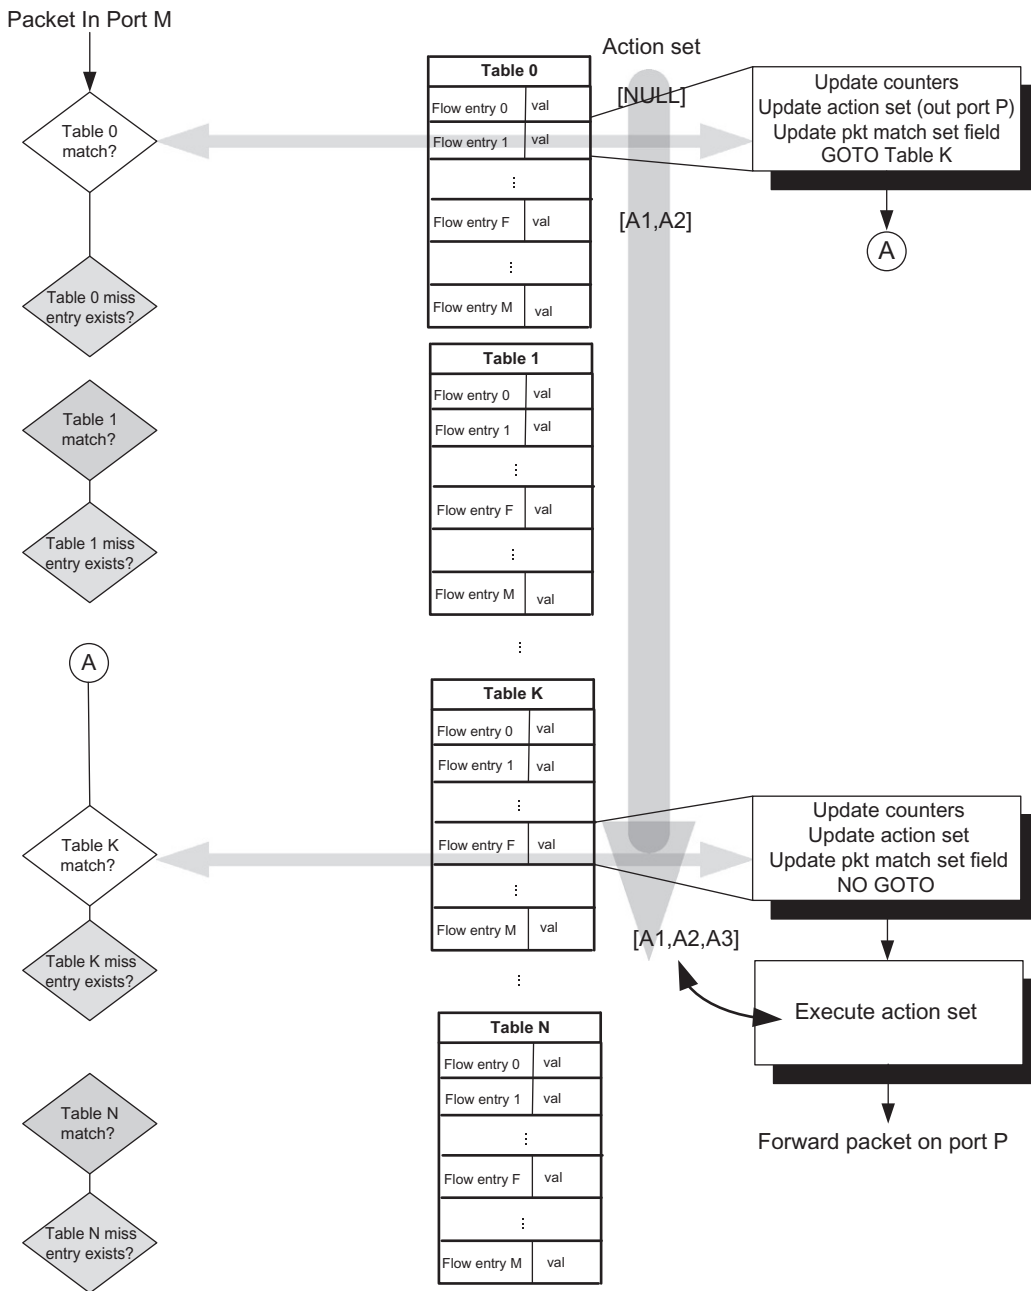 Packet In Port M
Table 0
match?
Table 0 miss
entry exists?
Table 1
match?
Table 1 miss
entry exists?
A
Table K
match?
Table K miss
entry exists?
Table N
match?
Table N miss
entry exists?
Table 0
Flow entry 0 val
Flow entry 1 val
⋮
Flow entry F val
⋮
Flow entry M val
Table 1
Flow entry 0 val
Flow entry 1 val
⋮
Flow entry F val
⋮
Flow entry M val
⋮
Table K
Flow entry 0 val
Flow entry 1 val
⋮
Flow entry F val
⋮
Flow entry M val
⋮
Table N
Flow entry 0 val
Flow entry 1 val
⋮
Flow entry F val
⋮
Flow entry M val
Action set
[NULL]
[A1,A2]
[A1,A2,A3]
Update counters
Update action set (out port P)
Update pkt match set field
GOTO Table K
A
Update counters
Update action set
Update pkt match set field
NO GOTO
Execute action set
Forward packet on port P